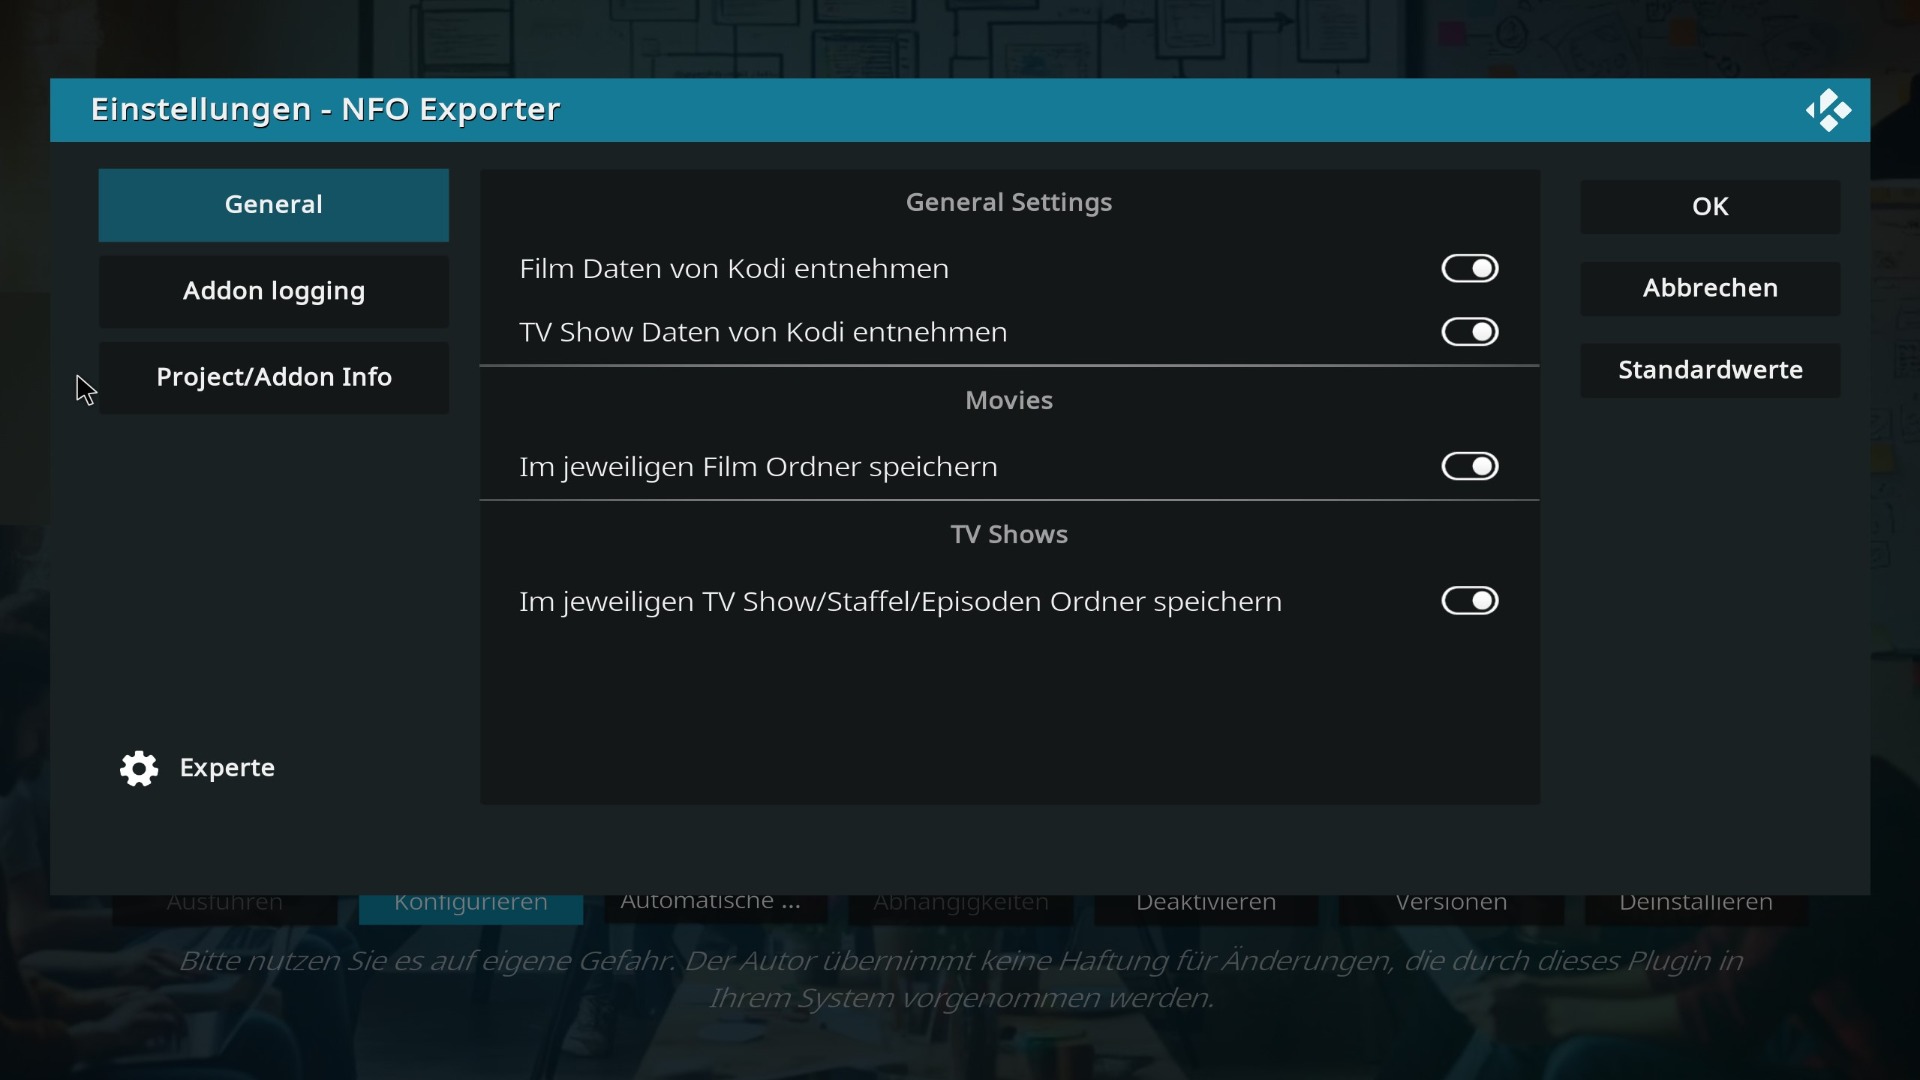 Einstellungen - NFO Exporter
General
Addon logging
Project/Addon Info
Experte
General Settings
Film Daten von Kodi entnehmen
TV Show Daten von Kodi entnehmen
Movies
Im jeweiligen Film Ordner speichern
TV Shows
Im jeweiligen TV Show/Staffel/Episoden Ordner speichern
OK
Abbrechen
Standardwerte
Ausführen
Konfigurieren
Automatische ...
Abhängigkeiten
Deaktivieren
Versionen
Deinstallieren
Bitte nutzen Sie es auf eigene Gefahr. Der Autor übernimmt keine Haftung für Änderungen, die durch dieses Plugin in
Ihrem System vorgenommen werden.